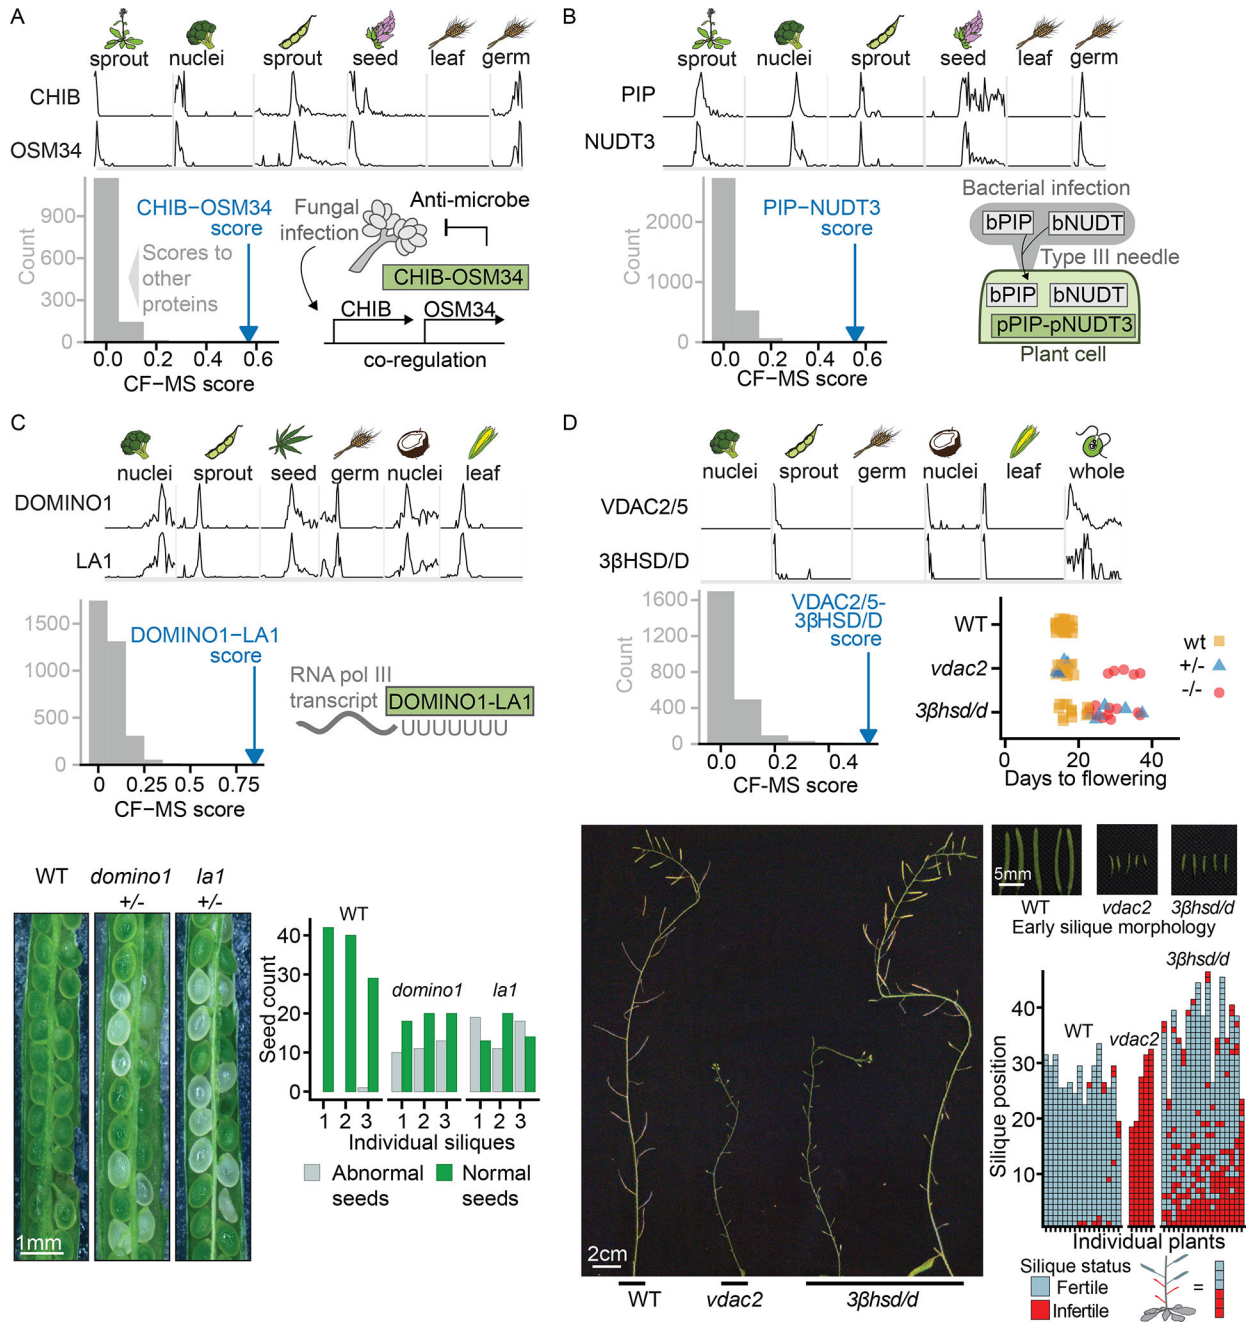 A
sprout nuclei sprout seed leaf germ
CHIB
OSM34
900
600
300
0
Count
CHIB−OSM34
score
Scores to
other
proteins
0.0 0.2 0.4 0.6
CF−MS score
Fungal
infection
Anti-microbe
CHIB-OSM34
CHIB OSM34
co-regulation
B
sprout nuclei sprout seed leaf germ
PIP
NUDT3
2000
1000
0
Count
PIP−NUDT3
score
0.0 0.2 0.4 0.6
CF−MS score
Bacterial infection
bPIP bNUDT
Type III needle
bPIP bNUDT
pPIP-pNUDT3
Plant cell
C
nuclei sprout seed germ nuclei leaf
DOMINO1
LA1
1500
1000
500
0
Count
DOMINO1−LA1
score
0 0.25 0.5 0.75
CF−MS score
RNA pol III
transcript
DOMINO1-LA1
UUUUUUU
WT domino1 +/- la1 +/-
1mm
40
30
20
10
0
Seed count
WT
domino1 la1
1 2 3 1 2 3 1 2 3
Individual siliques
Abnormal seeds
Normal seeds
D
nuclei sprout germ nuclei leaf whole
VDAC2/5
3βHSD/D
1600
1200
800
400
0
Count
VDAC2/5-
3βHSD/D
score
0.0 0.2 0.4
CF-MS score
WT
vdac2
3βhsd/d
wt
+/-
-/-
0 20 40
Days to flowering
2cm
WT vdac2 3βhsd/d
5mm
WT vdac2 3βhsd/d
Early silique morphology
40
30
20
10
Silique position
WT vdac2 3βhsd/d
Individual plants
Silique status
Fertile
Infertile
=